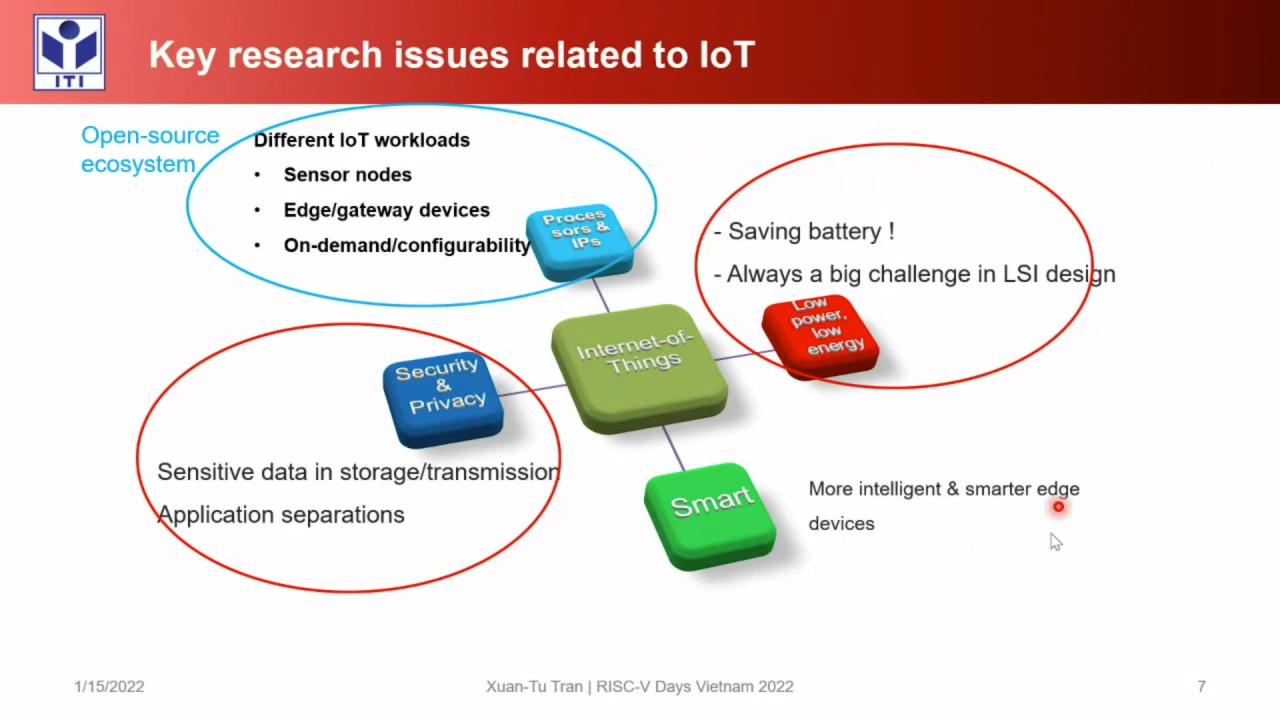 ITI
Key research issues related to IoT
Open-source
ecosystem
Different IoT workloads
• Sensor nodes
• Edge/gateway devices
• On-demand/configurability
Proces
sors &
IPs
- Saving battery !
- Always a big challenge in LSI design
Low
power,
low
energy
Internet-of-
Things
Security
&
Privacy
Sensitive data in storage/transmission
Application separations
Smart
More intelligent & smarter edge
devices
1/15/2022
Xuan-Tu Tran | RISC-V Days Vietnam 2022
7